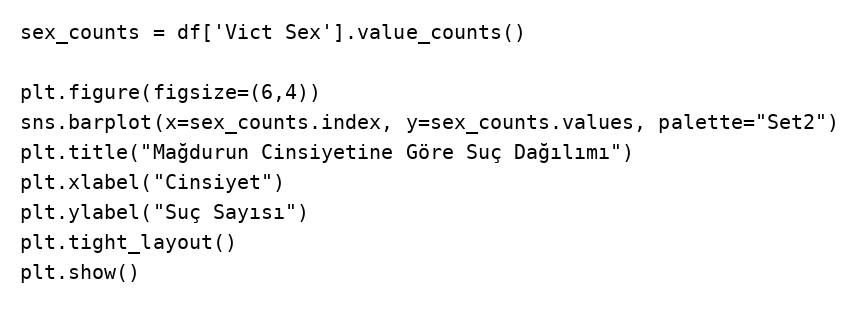 sex_counts = df['Vict Sex'].value_counts()
plt.figure(figsize=(6,4))
sns.barplot(x=sex_counts.index, y=sex_counts.values, palette="Set2")
plt.title("Mağdurun Cinsiyetine Göre Suç Dağılımı")
plt.xlabel("Cinsiyet")
plt.ylabel("Suç Sayısı")
plt.tight_layout()
plt.show()